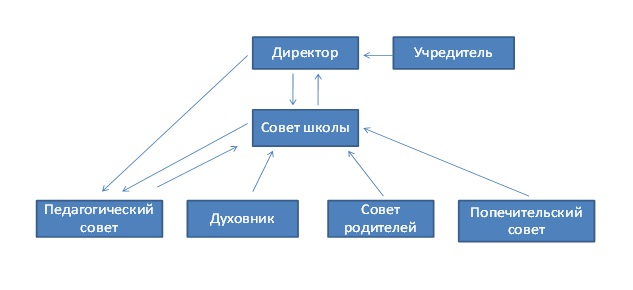 Директор
Учредитель
Совет школы
Педагогический
совет
Духовник
Совет
родителей
Попечительский
совет